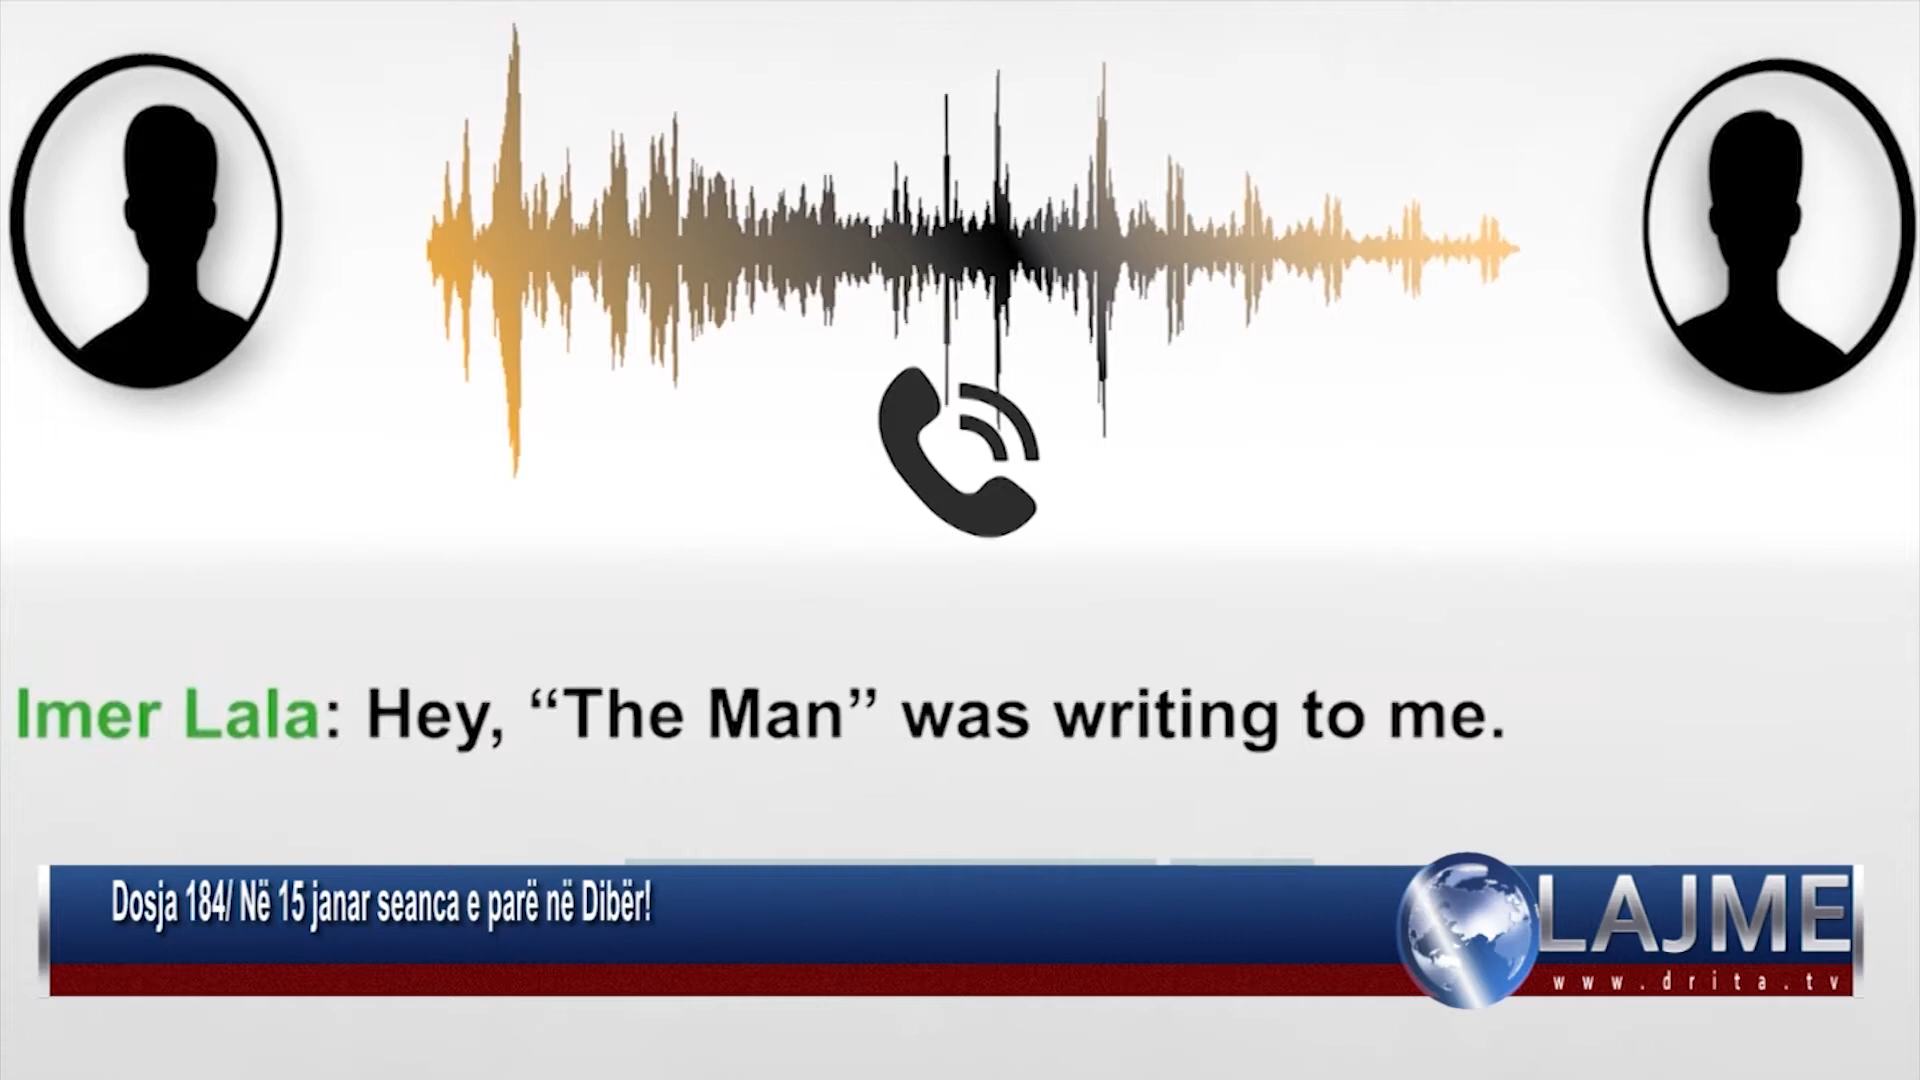 Imer Lala: Hey, “The Man” was writing to me.
Dosja 184/ Në 15 janar seanca e parë në Dibër!
LAJME
www.drita.tv